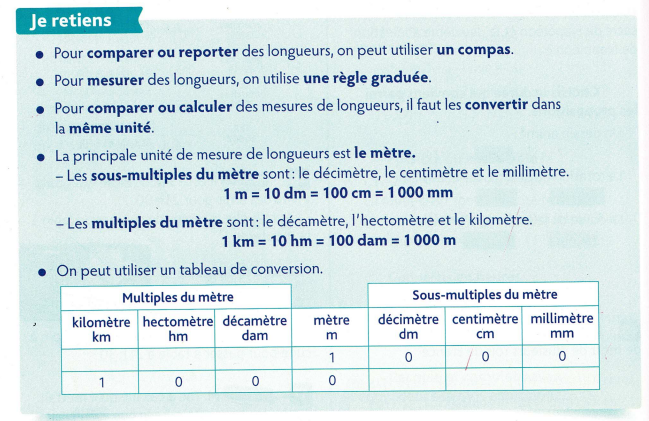 Je retiens
● Pour comparer ou reporter des longueurs, on peut utiliser un compas.
● Pour mesurer des longueurs, on utilise une règle graduée.
● Pour comparer ou calculer des mesures de longueurs, il faut les convertir dans
la même unité.
● La principale unité de mesure de longueurs est le mètre.
– Les sous-multiples du mètre sont : le décimètre, le centimètre et le millimètre.
1 m = 10 dm = 100 cm = 1 000 mm
– Les multiples du mètre sont : le décamètre, l'hectomètre et le kilomètre.
1 km = 10 hm = 100 dam = 1 000 m
● On peut utiliser un tableau de conversion.
Multiples du mètre Sous-multiples du mètre
kilomètre hectomètre décamètre mètre décimètre centimètre millimètre
km hm dam m dm cm mm
1 0 0 0
1 0 0 0